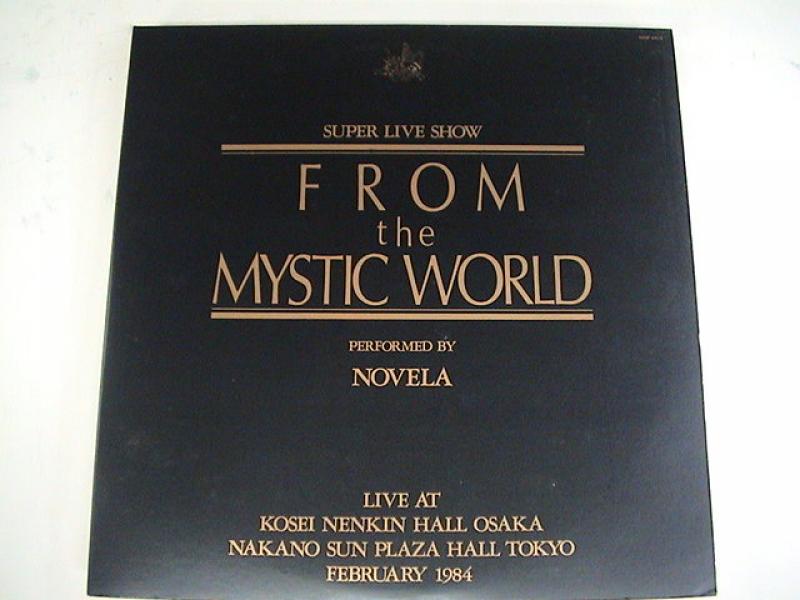 SUPER LIVE SHOW
FROM
the
MYSTIC WORLD
PERFORMED BY
NOVELA
LIVE AT
KOSEI NENKIN HALL OSAKA
NAKANO SUN PLAZA HALL TOKYO
FEBRUARY 1984